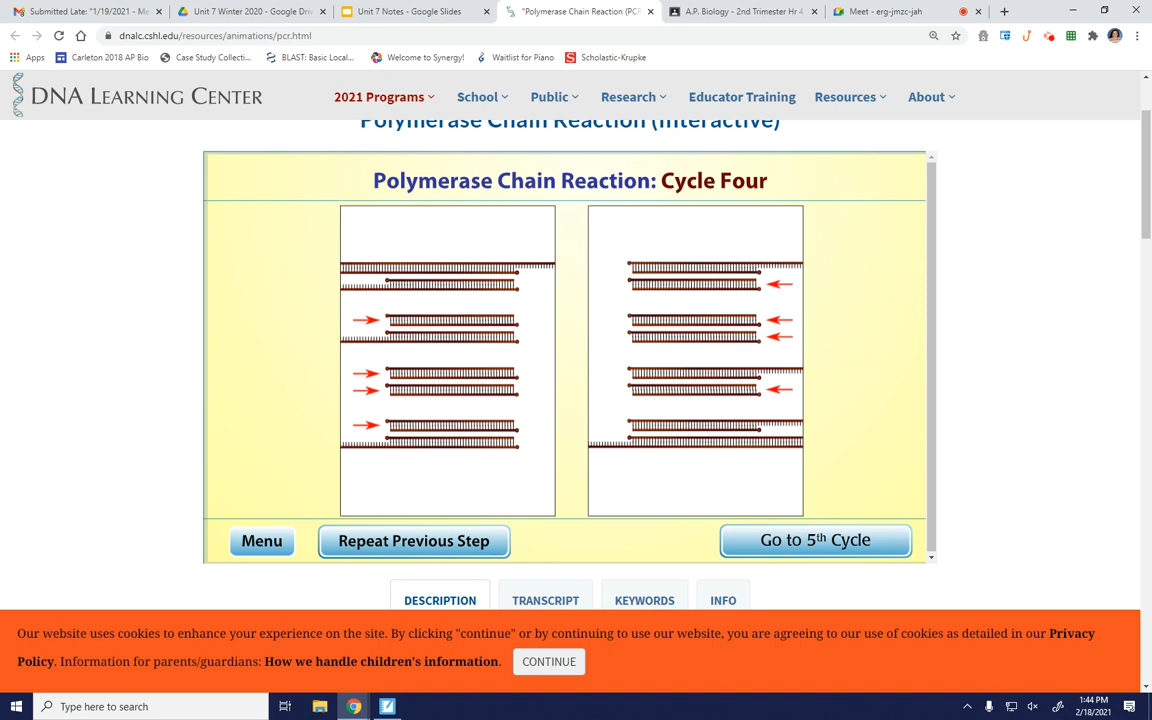 Submitted Late: "1/19/2021 - Me
Unit 7 Winter 2020 - Google Driv
Unit 7 Notes - Google Slides
"Polymerase Chain Reaction (PCR
A.P. Biology - 2nd Trimester Hr 4
Meet - erg-jmzc-jah
dnalc.cshl.edu/resources/animations/pcr.html
Apps
Carleton 2018 AP Bio
Case Study Collecti...
BLAST: Basic Local...
Welcome to Synergy!
Waitlist for Piano
Scholastic-Krupke
DNA LEARNING CENTER
2021 Programs
School
Public
Research
Educator Training
Resources
About
Polymerase Chain Reaction (Interactive)
Polymerase Chain Reaction: Cycle Four
Menu
Repeat Previous Step
Go to 5th Cycle
DESCRIPTION
TRANSCRIPT
KEYWORDS
INFO
Our website uses cookies to enhance your experience on the site. By clicking "continue" or by continuing to use our website, you are agreeing to our use of cookies as detailed in our Privacy
Policy. Information for parents/guardians: How we handle children's information.
CONTINUE
Type here to search
1:44 PM
2/18/2021